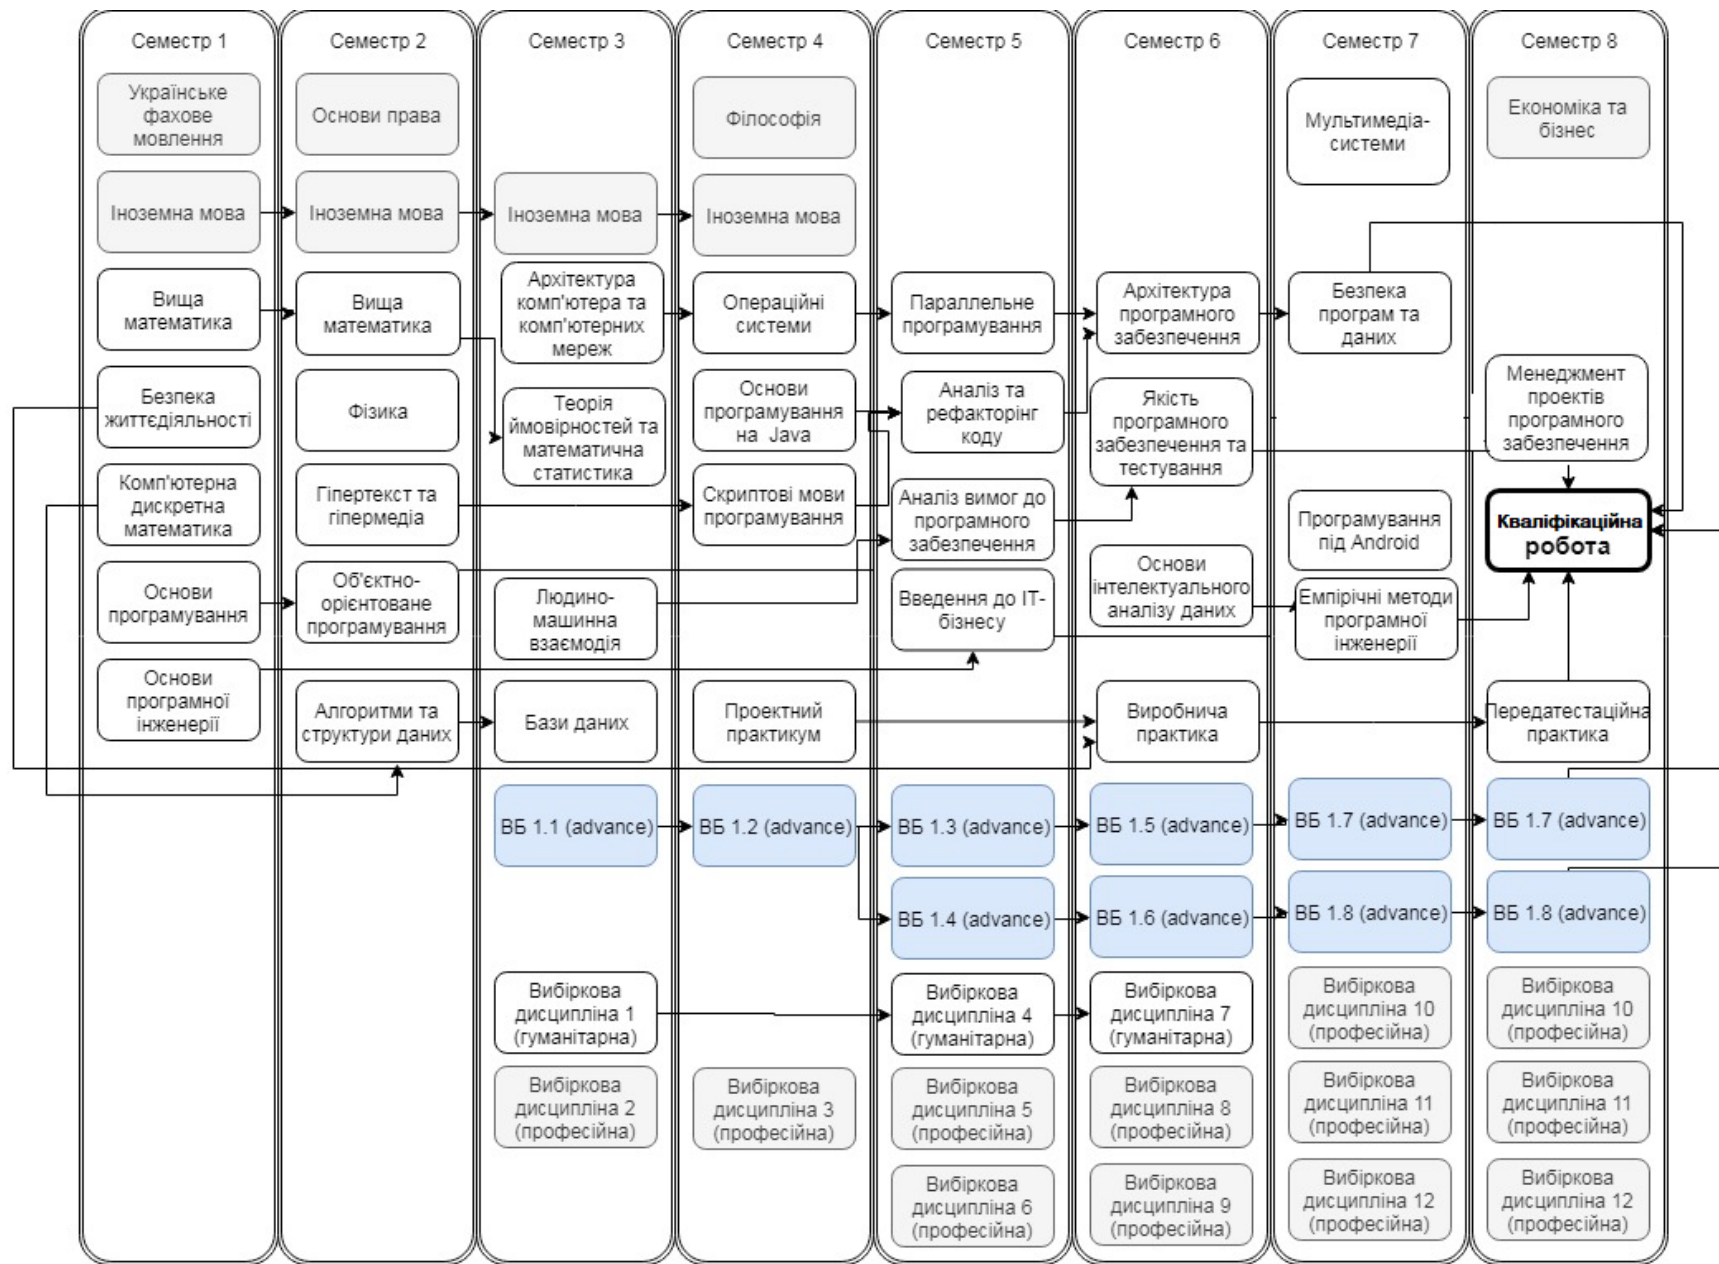 Семестр 1
Українське
фахове
мовлення
Іноземна мова
Вища
математика
Безпека
життєдіяльності
Комп'ютерна
дискретна
математика
Основи
програмування
Основи
програмної
інженерії
Семестр 2
Основи права
Іноземна мова
Вища
математика
Фізика
Гіпертекст та
гіпермедіа
Об'єктно-
орієнтоване
програмування
Алгоритми та
структури даних
Семестр 3
Іноземна мова
Архітектура
комп'ютера та
комп'ютерних
мереж
Теорія
ймовірностей та
математична
статистика
Людино-
машинна
взаємодія
Бази даних
ВБ 1.1 (advance)
Вибіркова
дисципліна 1
(гуманітарна)
Вибіркова
дисципліна 2
(професійна)
Семестр 4
Філософія
Іноземна мова
Операційні
системи
Основи
програмування
на Java
Скриптові мови
програмування
Проектний
практикум
ВБ 1.2 (advance)
Вибіркова
дисципліна 3
(професійна)
Семестр 5
Параллельне
програмування
Аналіз та
рефакторінг
коду
Аналіз вимог до
програмного
забезпечення
Введення до ІТ-
бізнесу
ВБ 1.3 (advance)
ВБ 1.4 (advance)
Вибіркова
дисципліна 4
(гуманітарна)
Вибіркова
дисципліна 5
(професійна)
Вибіркова
дисципліна 6
(професійна)
Семестр 6
Архітектура
програмного
забезпечення
Якість
програмного
забезпечення та
тестування
Основи
інтелектуального
аналізу даних
Виробнича
практика
ВБ 1.5 (advance)
ВБ 1.6 (advance)
Вибіркова
дисципліна 7
(гуманітарна)
Вибіркова
дисципліна 8
(професійна)
Вибіркова
дисципліна 9
(професійна)
Семестр 7
Мультимедіа-
системи
Безпека
програм та
даних
Програмування
під Android
Емпірічні методи
програмної
інженерії
ВБ 1.7 (advance)
ВБ 1.8 (advance)
Вибіркова
дисципліна 10
(професійна)
Вибіркова
дисципліна 11
(професійна)
Вибіркова
дисципліна 12
(професійна)
Семестр 8
Економіка та
бізнес
Менеджмент
проектів
програмного
забезпечення
Кваліфікаційна
робота
Передатестаційна
практика
ВБ 1.7 (advance)
ВБ 1.8 (advance)
Вибіркова
дисципліна 10
(професійна)
Вибіркова
дисципліна 11
(професійна)
Вибіркова
дисципліна 12
(професійна)